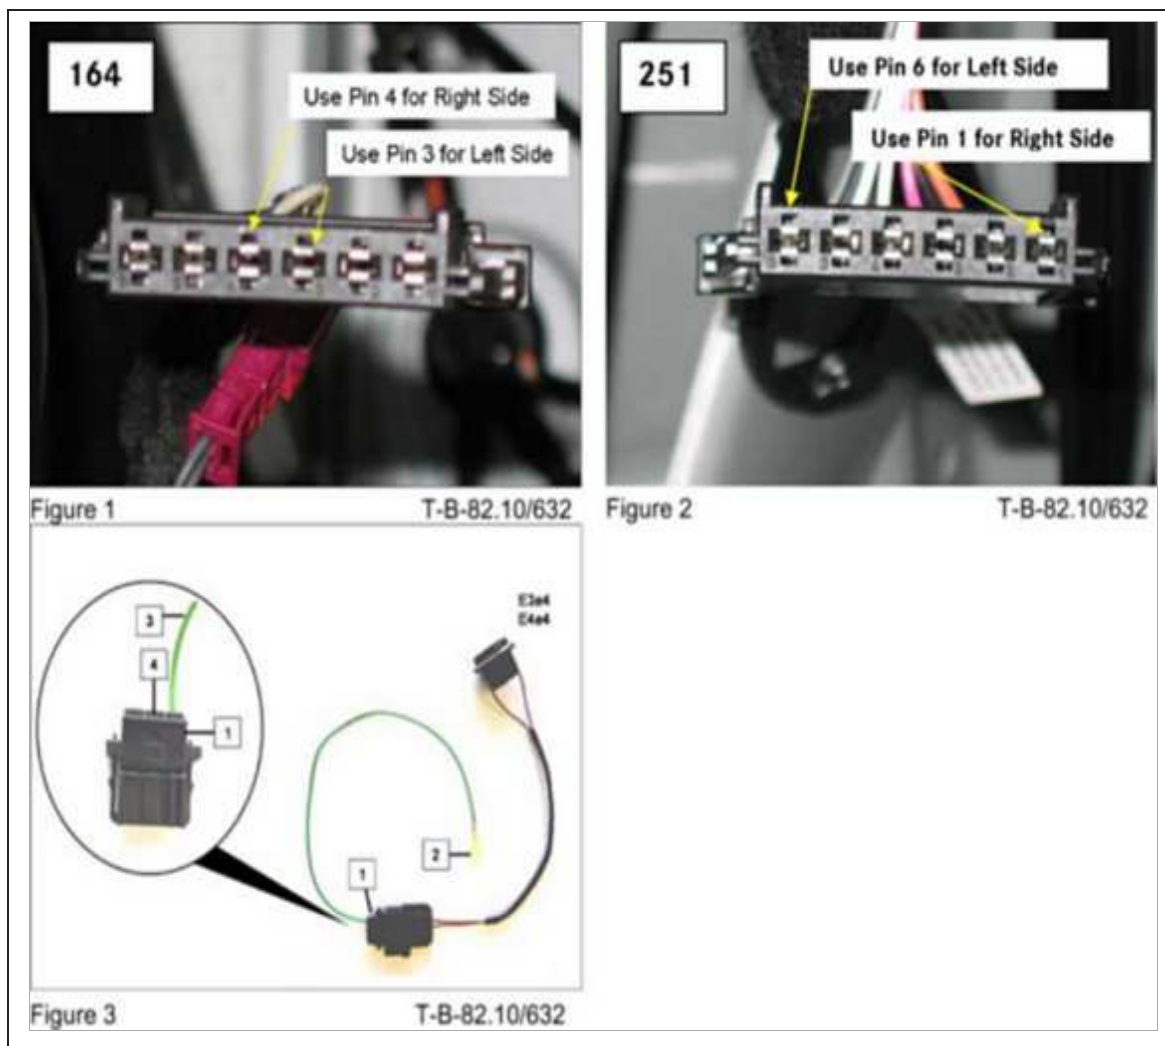 164
Use Pin 4 for Right Side
Use Pin 3 for Left Side
251
Use Pin 6 for Left Side
Use Pin 1 for Right Side
Figure 1 T-B-82.10/632
Figure 2 T-B-82.10/632
3
4
1
E3e4
E4e4
2
1
Figure 3 T-B-82.10/632